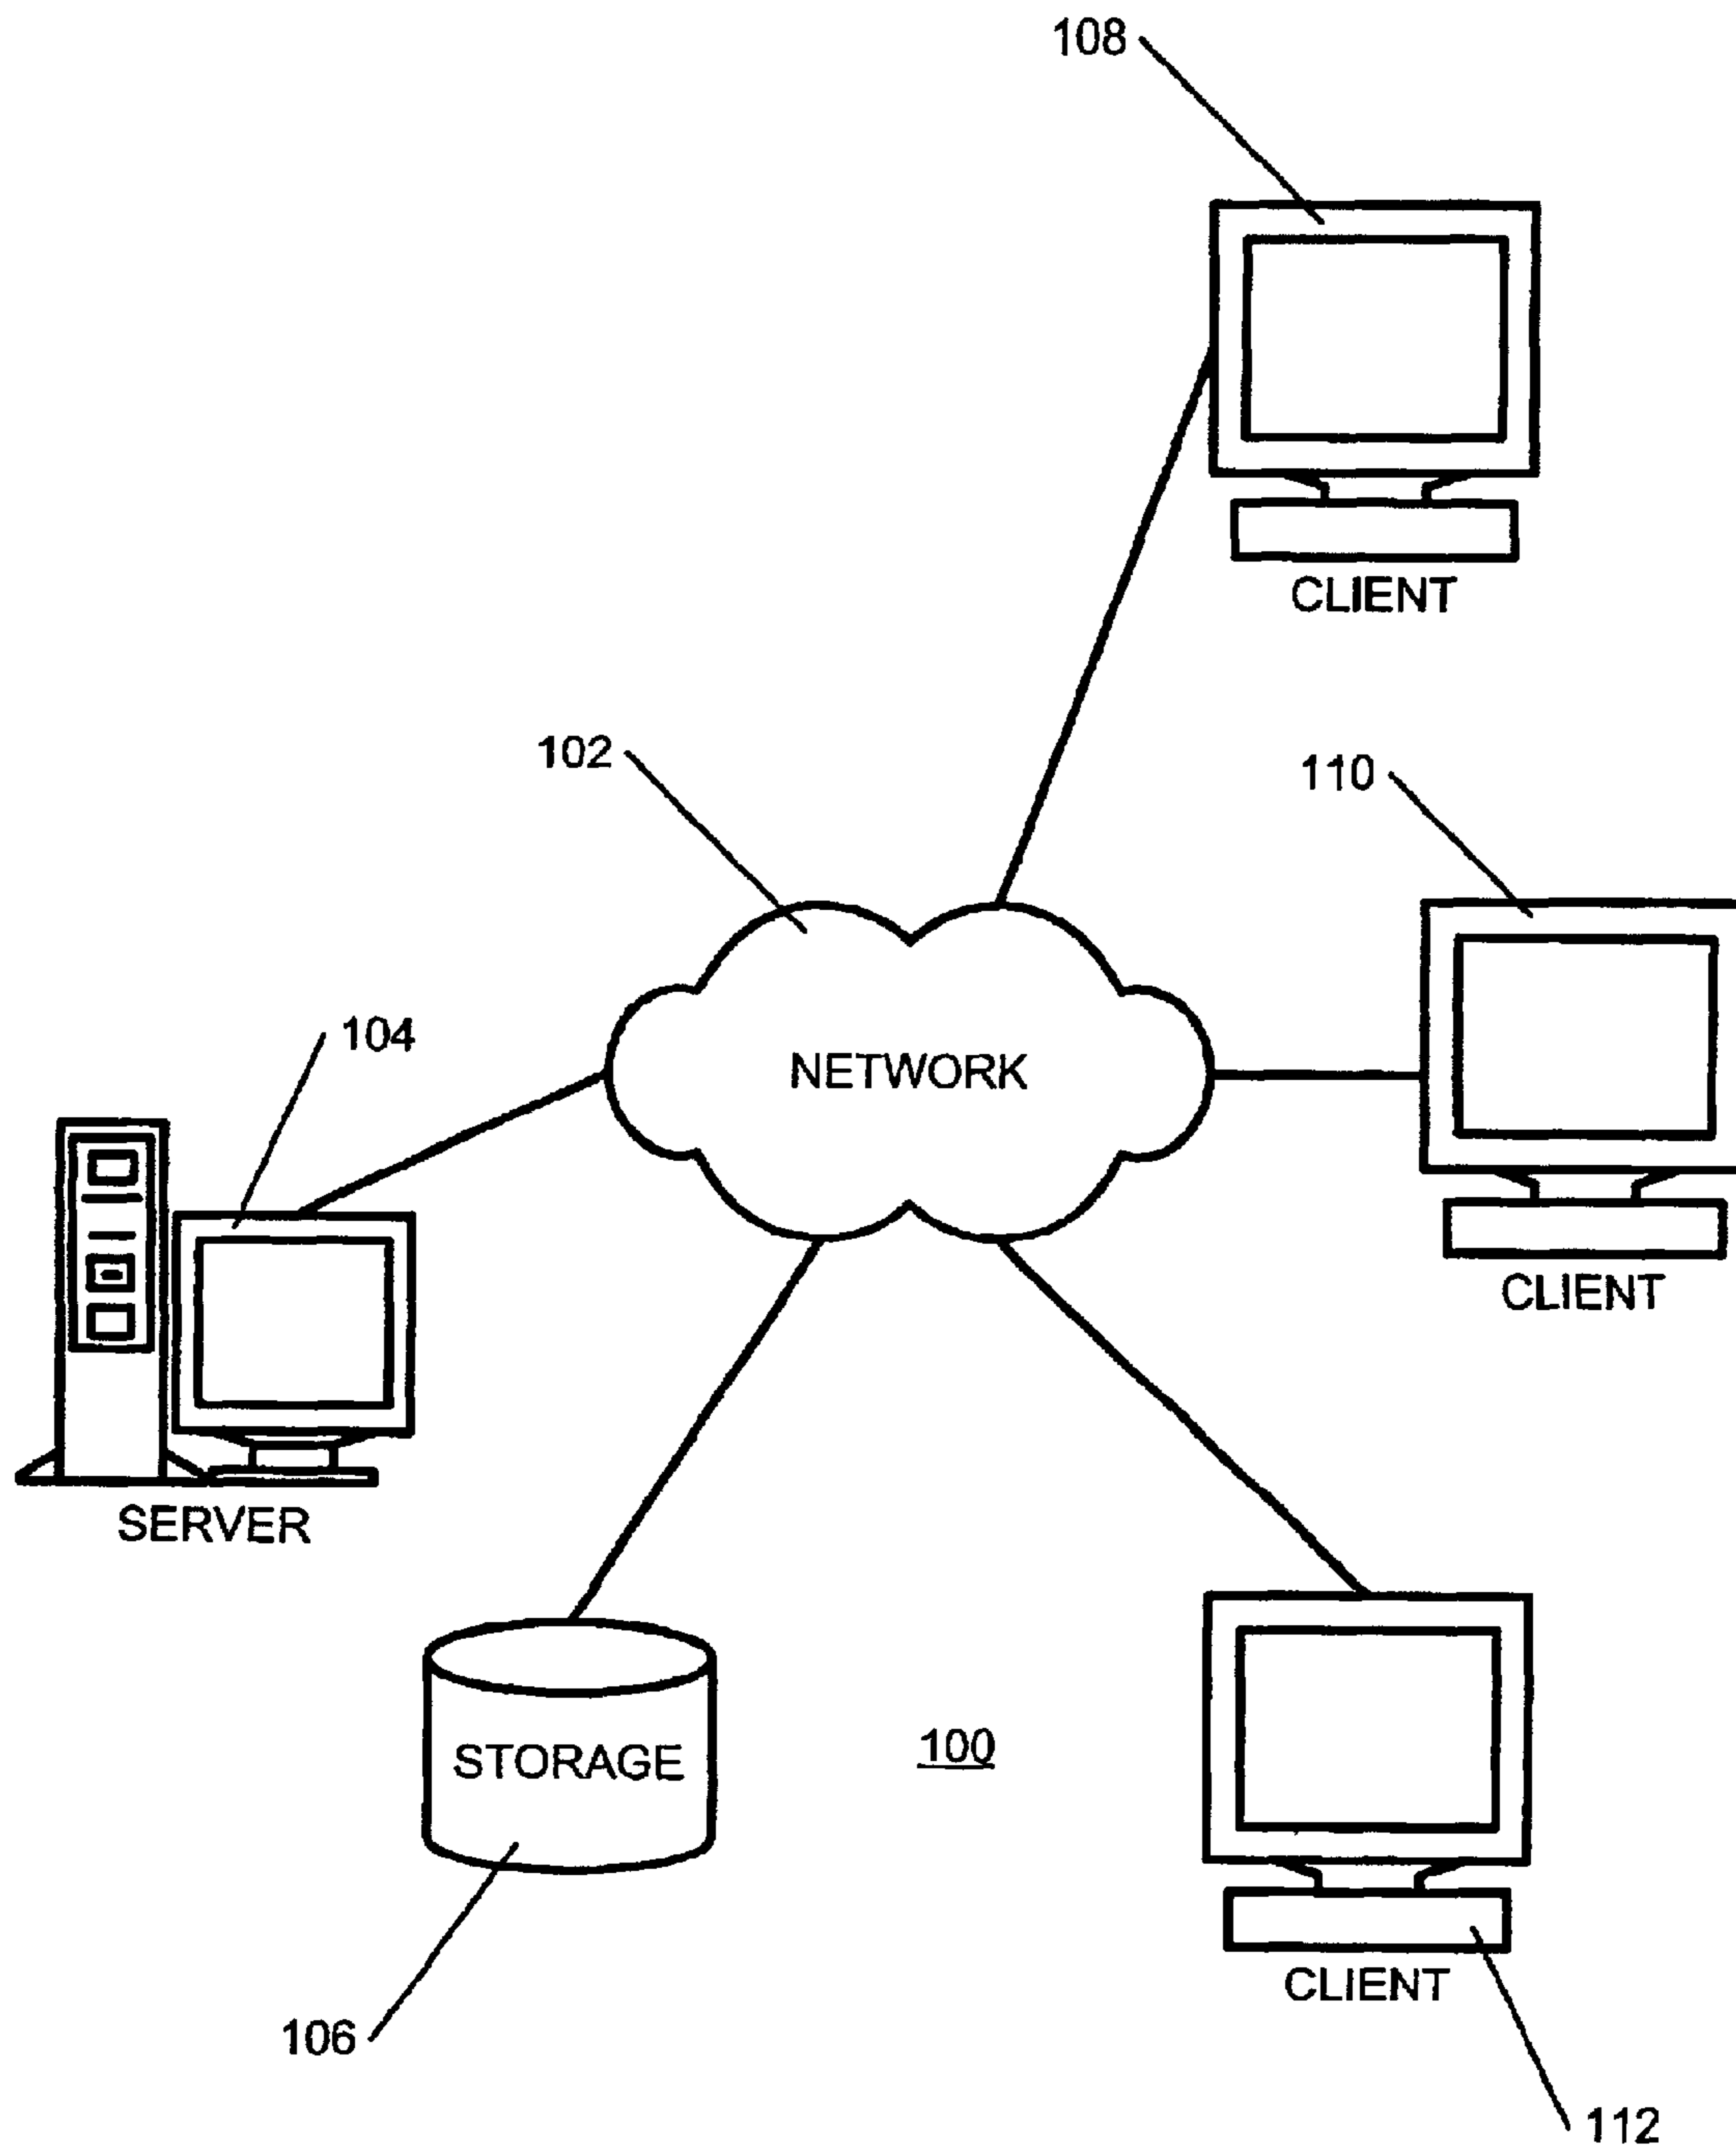 108
CLIENT
102
110
104
NETWORK
CLIENT
SERVER
STORAGE
100
CLIENT
106
112